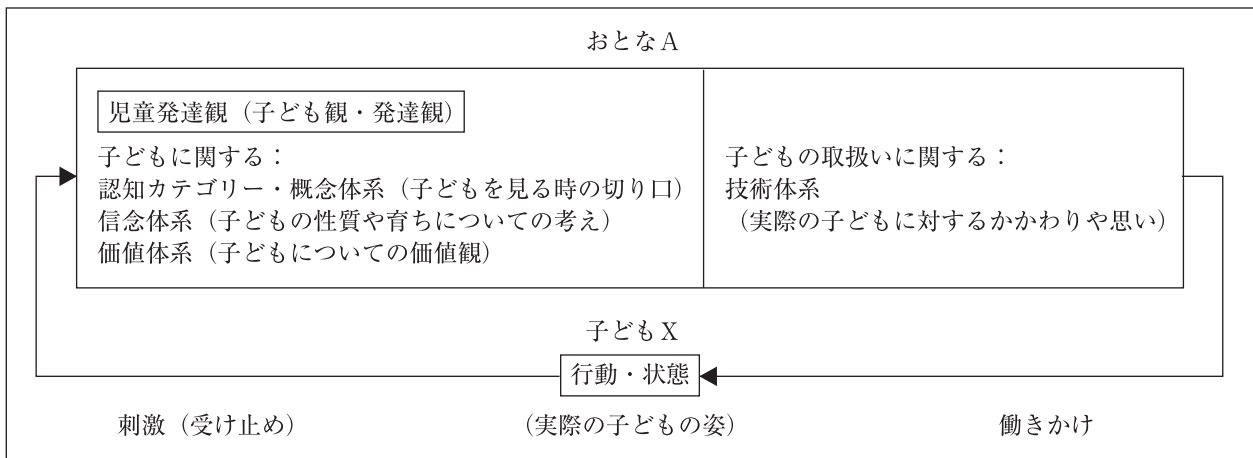 おとなA
児童発達観（子ども観・発達観）
子どもに関する：
認知カテゴリー・概念体系（子どもを見る時の切り口）
信念体系（子どもの性質や育ちについての考え）
価値体系（子どもについての価値観）
子どもの取扱いに関する：
技術体系
（実際の子どもに対するかかわりや思い）
子どもX
行動・状態
刺激（受け止め）
（実際の子どもの姿）
働きかけ